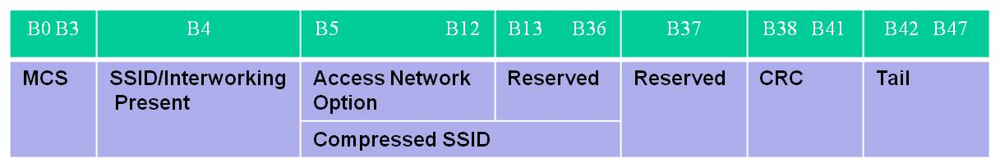 B0 B3 B4 B5 B12 B13 B36 B37 B38 B41 B42 B47
MCS SSID/Interworking Access Network Reserved Reserved CRC Tail
Present Option
Compressed SSID